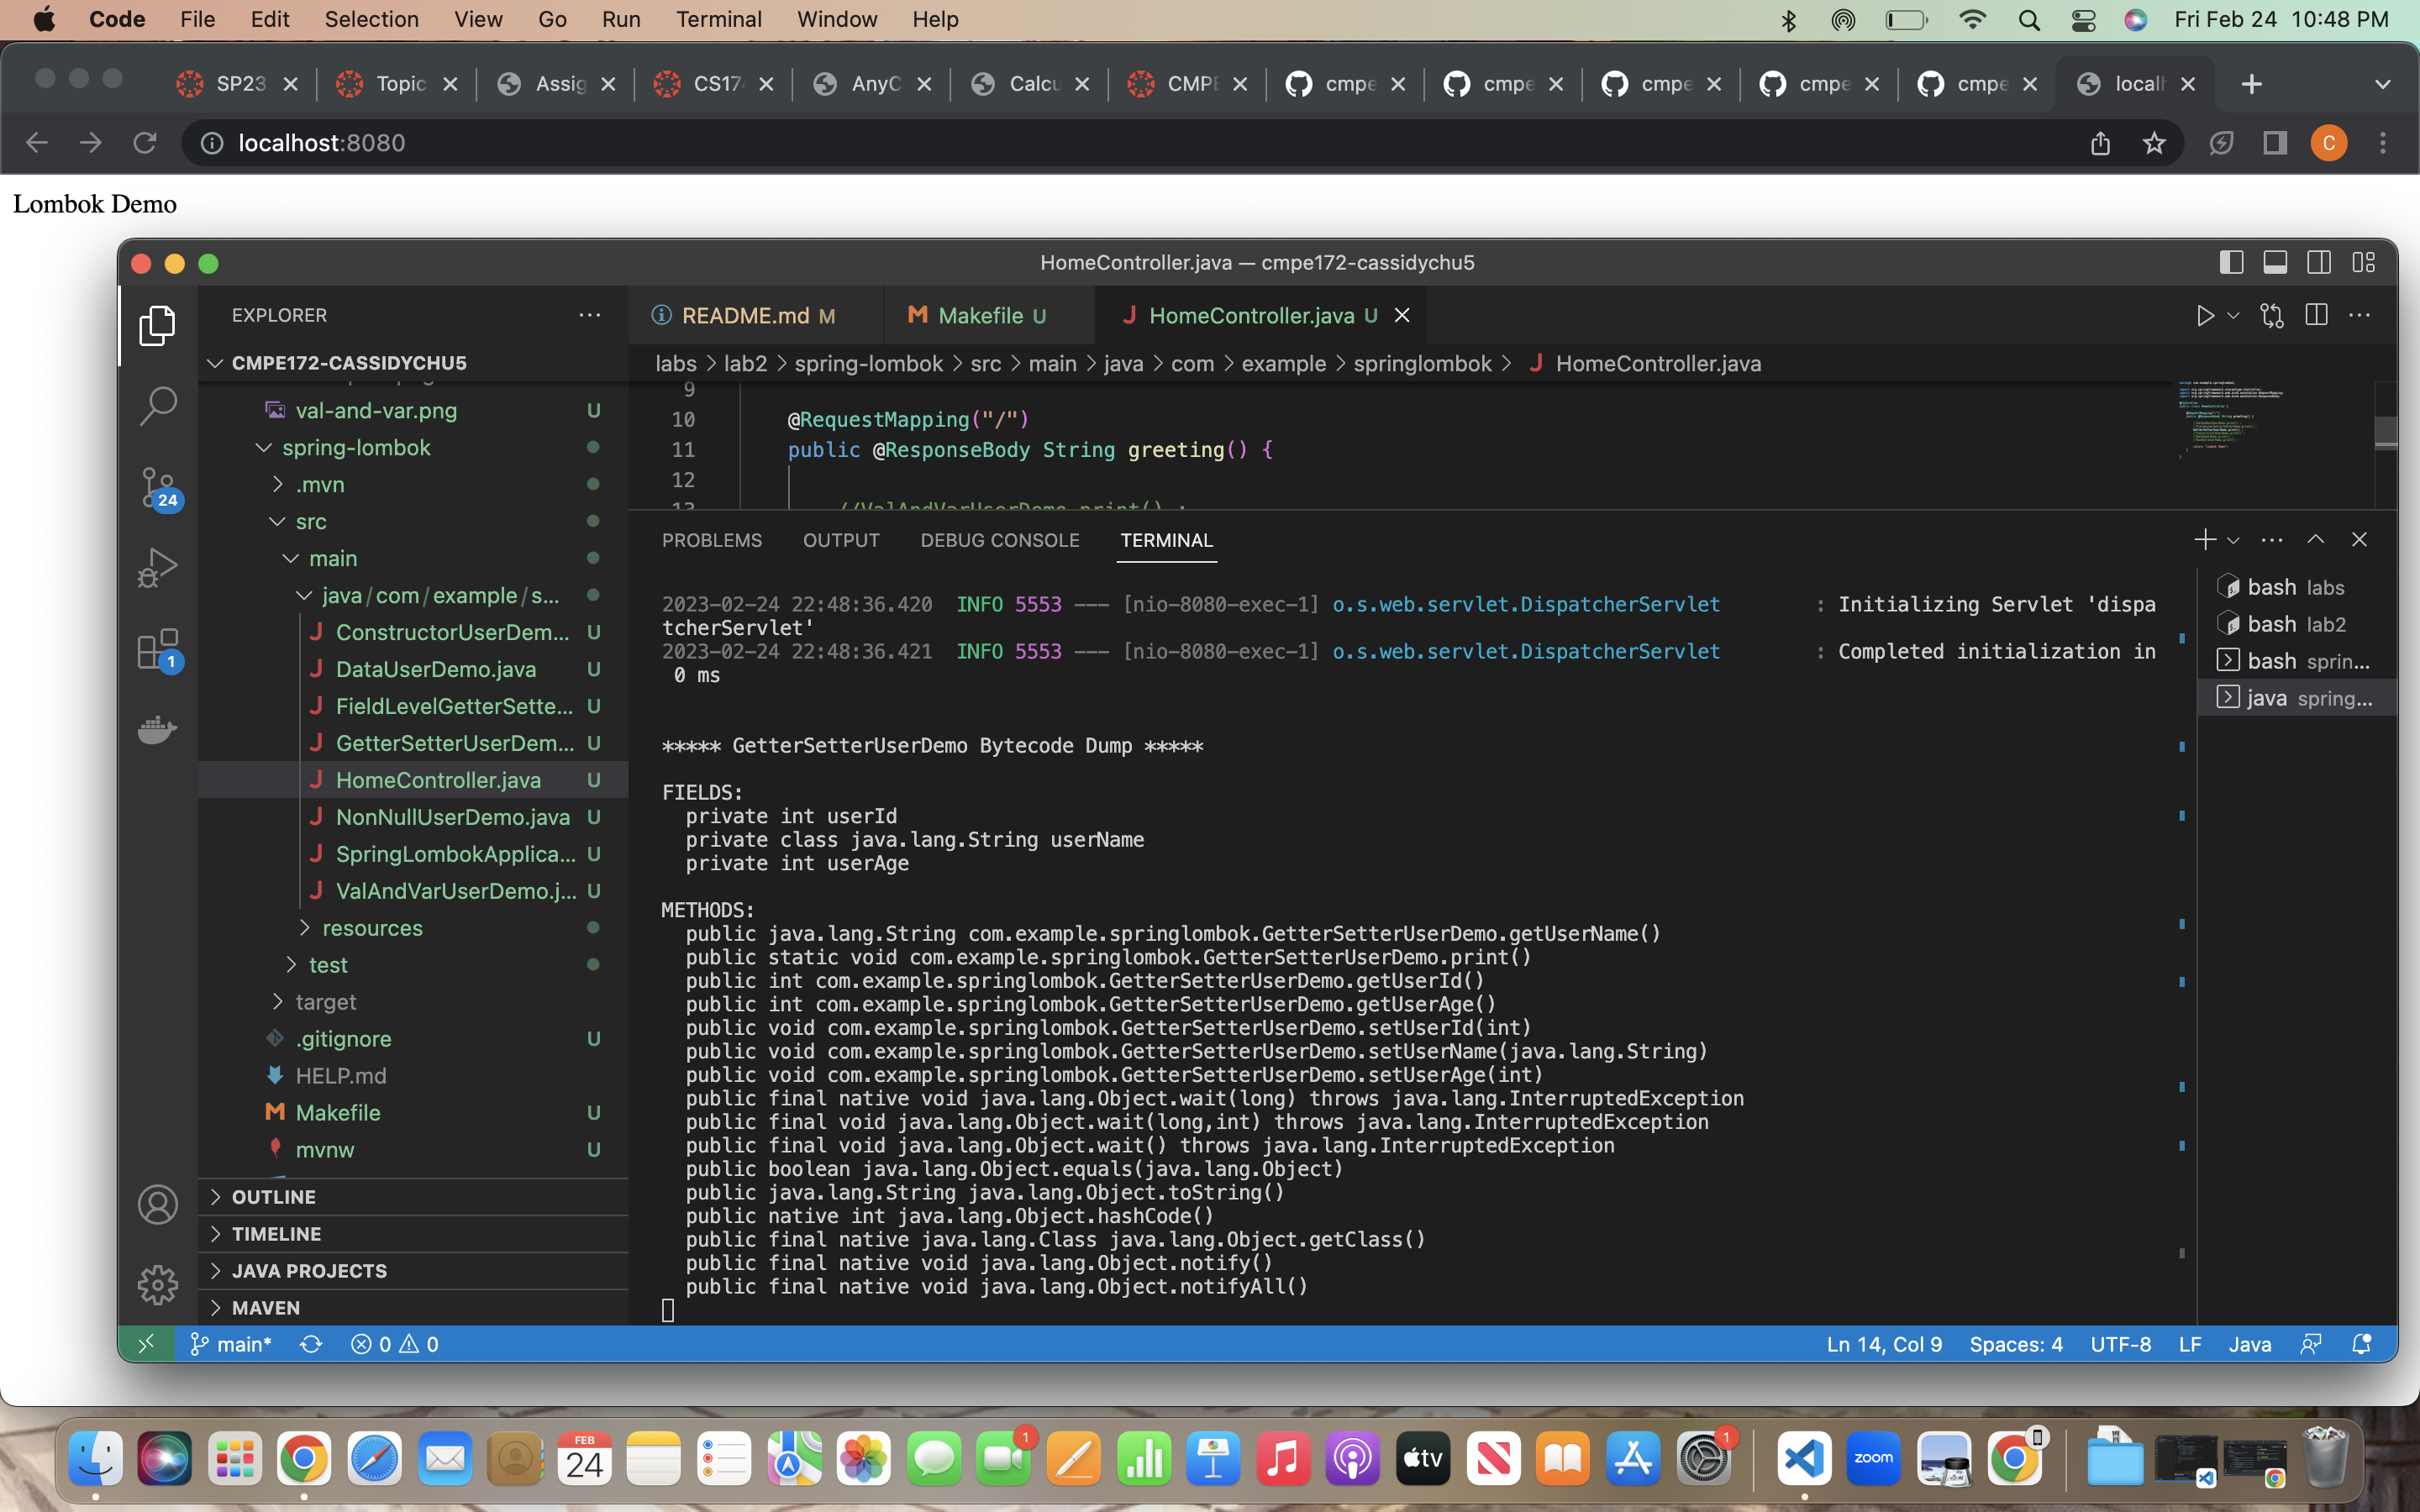 Code File Edit Selection View Go Run Terminal Window Help Fri Feb 24 10:48 PM
SP23 Topic Assig CS174 AnyC Calcu CMPE cmpe cmpe cmpe cmpe cmpe localh
localhost:8080 C
Lombok Demo
HomeController.java — cmpe172-cassidychu5
EXPLORER
README.md M Makefile U HomeController.java U
CMPE172-CASSIDYCHU5
labs > lab2 > spring-lombok > src > main > java > com > example > springlombok > HomeController.java
val-and-var.png U
spring-lombok
.mvn
src
main
java/com/example/s...
ConstructorUserDem... U
DataUserDemo.java U
FieldLevelGetterSette... U
GetterSetterUserDem... U
HomeController.java U
NonNullUserDemo.java U
SpringLombokApplica... U
ValAndVarUserDemo.j... U
resources
test
target
.gitignore U
HELP.md
Makefile U
mvnw U
OUTLINE
TIMELINE
JAVA PROJECTS
MAVEN
24
1
9
10 @RequestMapping("/")
11 public @ResponseBody String greeting() {
12
13 //ValAndVarUserDemo.print() ;
PROBLEMS OUTPUT DEBUG CONSOLE TERMINAL
2023-02-24 22:48:36.420 INFO 5553 --- [nio-8080-exec-1] o.s.web.servlet.DispatcherServlet : Initializing Servlet 'dispa
tcherServlet'
2023-02-24 22:48:36.421 INFO 5553 --- [nio-8080-exec-1] o.s.web.servlet.DispatcherServlet : Completed initialization in
0 ms
***** GetterSetterUserDemo Bytecode Dump *****
FIELDS:
private int userId
private class java.lang.String userName
private int userAge
METHODS:
public java.lang.String com.example.springlombok.GetterSetterUserDemo.getUserName()
public static void com.example.springlombok.GetterSetterUserDemo.print()
public int com.example.springlombok.GetterSetterUserDemo.getUserId()
public int com.example.springlombok.GetterSetterUserDemo.getUserAge()
public void com.example.springlombok.GetterSetterUserDemo.setUserId(int)
public void com.example.springlombok.GetterSetterUserDemo.setUserName(java.lang.String)
public void com.example.springlombok.GetterSetterUserDemo.setUserAge(int)
public final native void java.lang.Object.wait(long) throws java.lang.InterruptedException
public final void java.lang.Object.wait(long,int) throws java.lang.InterruptedException
public final void java.lang.Object.wait() throws java.lang.InterruptedException
public boolean java.lang.Object.equals(java.lang.Object)
public java.lang.String java.lang.Object.toString()
public native int java.lang.Object.hashCode()
public final native java.lang.Class java.lang.Object.getClass()
public final native void java.lang.Object.notify()
public final native void java.lang.Object.notifyAll()
bash labs
bash lab2
bash sprin...
java spring...
main* 0 0 Ln 14, Col 9 Spaces: 4 UTF-8 LF Java
FEB
24
1
tv
1
zoom